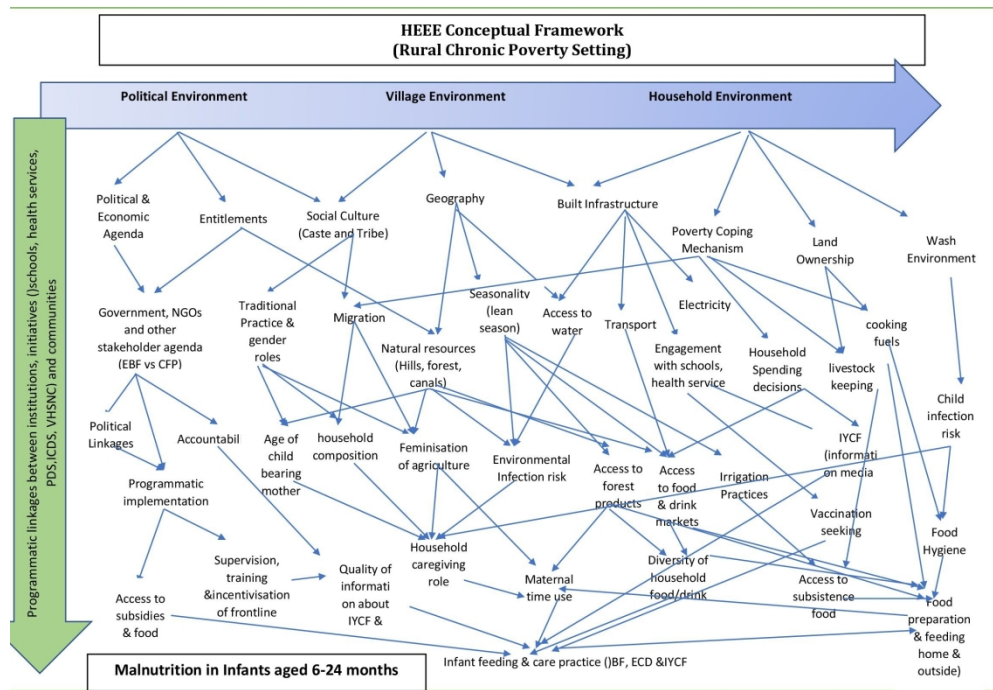 HEEE Conceptual Framework
(Rural Chronic Poverty Setting)
Political Environment
Village Environment
Household Environment
Programmatic linkages between institutions, initiatives ()schools, health services,
PDS,ICDS, VHSNC) and communities
Political &
Economic
Agenda
Entitlements
Social Culture
(Caste and Tribe)
Geography
Built Infrastructure
Poverty Coping
Mechanism
Land
Ownership
Wash
Environment
Government, NGOs
and other
stakeholder agenda
(EBF vs CFP)
Traditional
Practice &
gender
roles
Migration
Natural resources
(Hills, forest,
canals)
Seasonality
(lean
season)
Access to
water
Transport
Electricity
Engagement
with schools,
health service
Household
Spending
decisions
cooking
fuels
livestock
keeping
Child
infection
risk
Political
Linkages
Accountabil
Age of
child
bearing
mother
household
composition
Feminisation
of agriculture
Environmental
Infection risk
Access to
forest
products
Access
to food &
drink
markets
Irrigation
Practices
IYCF
(informati
on media
Vaccination
seeking
Food
Hygiene
Programmatic
implementation
Supervision,
training
&incentivisation
of frontline
Access to
subsidies
& food
Quality of
informati
on about
IYCF &
Household
caregiving
role
Maternal
time use
Diversity of
household
food/drink
Access to
subsistence
food
Food
preparation
& feeding
home &
outside)
Infant feeding & care practice ()BF, ECD &IYCF
Malnutrition in Infants aged 6-24 months